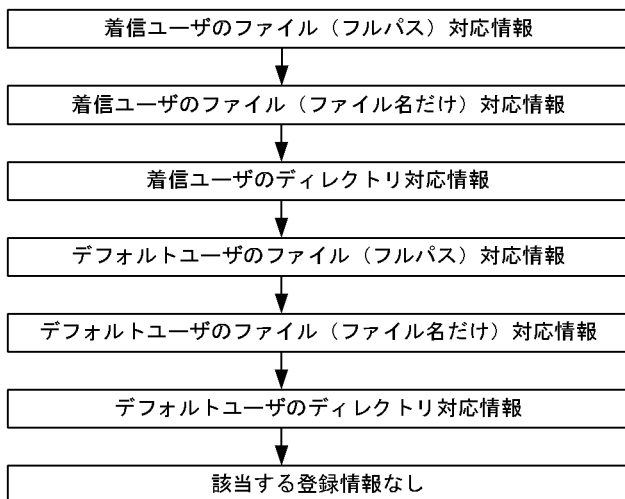 着信ユーザのファイル（フルパス）対応情報
着信ユーザのファイル（ファイル名だけ）対応情報
着信ユーザのディレクトリ対応情報
デフォルトユーザのファイル（フルパス）対応情報
デフォルトユーザのファイル（ファイル名だけ）対応情報
デフォルトユーザのディレクトリ対応情報
該当する登録情報なし